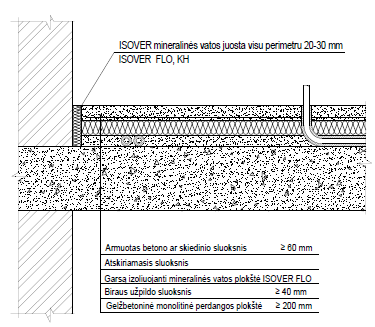 ISOVER mineralinės vatos juosta visu perimetru 20-30 mm
ISOVER FLO, KH
Armuotas betono ar skiedinio sluoksnis ≥ 60 mm
Atskiriamasis sluoksnis
Garsą izoliuojanti mineralinės vatos plokštė ISOVER FLO
Biraus užpildo sluoksnis ≥ 40 mm
Gelžbetoninė monolitinė perdangos plokštė ≥ 200 mm